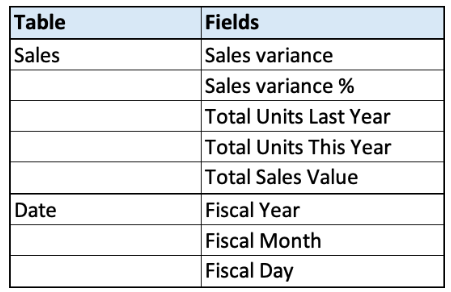 Table Fields
Sales Sales variance
Sales variance %
Total Units Last Year
Total Units This Year
Total Sales Value
Date Fiscal Year
Fiscal Month
Fiscal Day